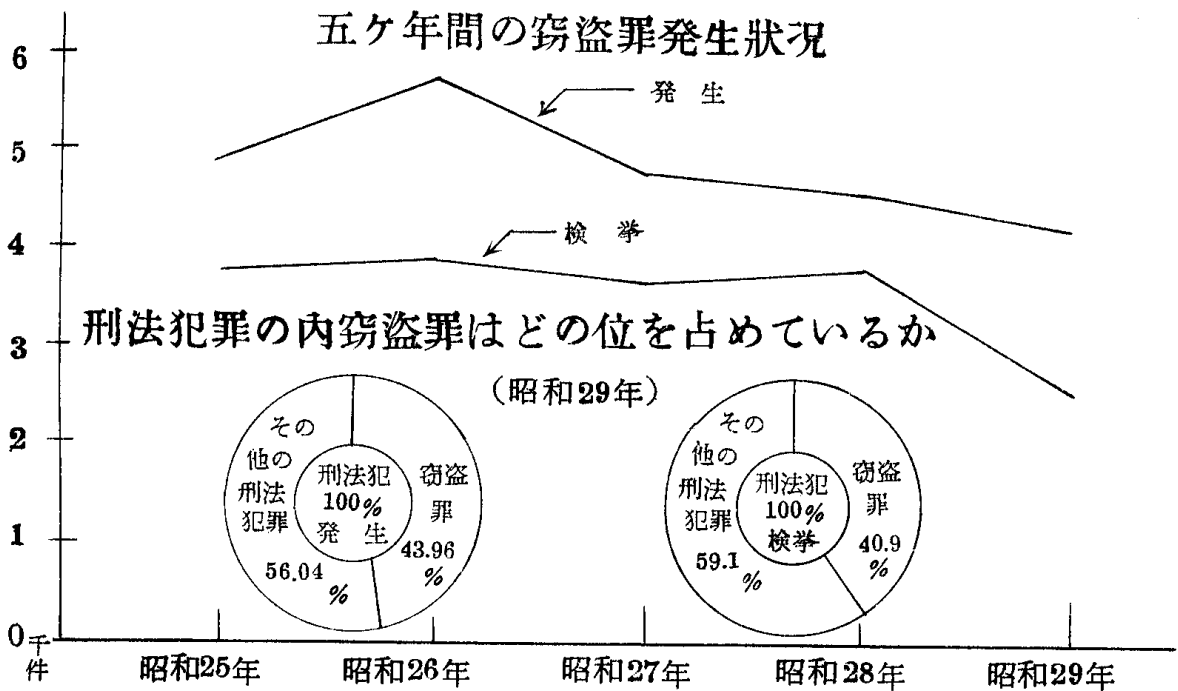 五ケ年間の窃盗罪発生狀況
6
5
4
3
2
1
0
千件
発生
検挙
刑法犯罪の内窃盗罪はどの位を占めているか
(昭和29年)
その
他の
刑法
犯罪
56.04
%
刑法犯
100%
発生
窃盗
罪
43.96
%
その
他の
刑法
犯罪
59.1
%
刑法犯
100%
検挙
窃盗
罪
40.9
%
昭和25年
昭和26年
昭和27年
昭和28年
昭和29年